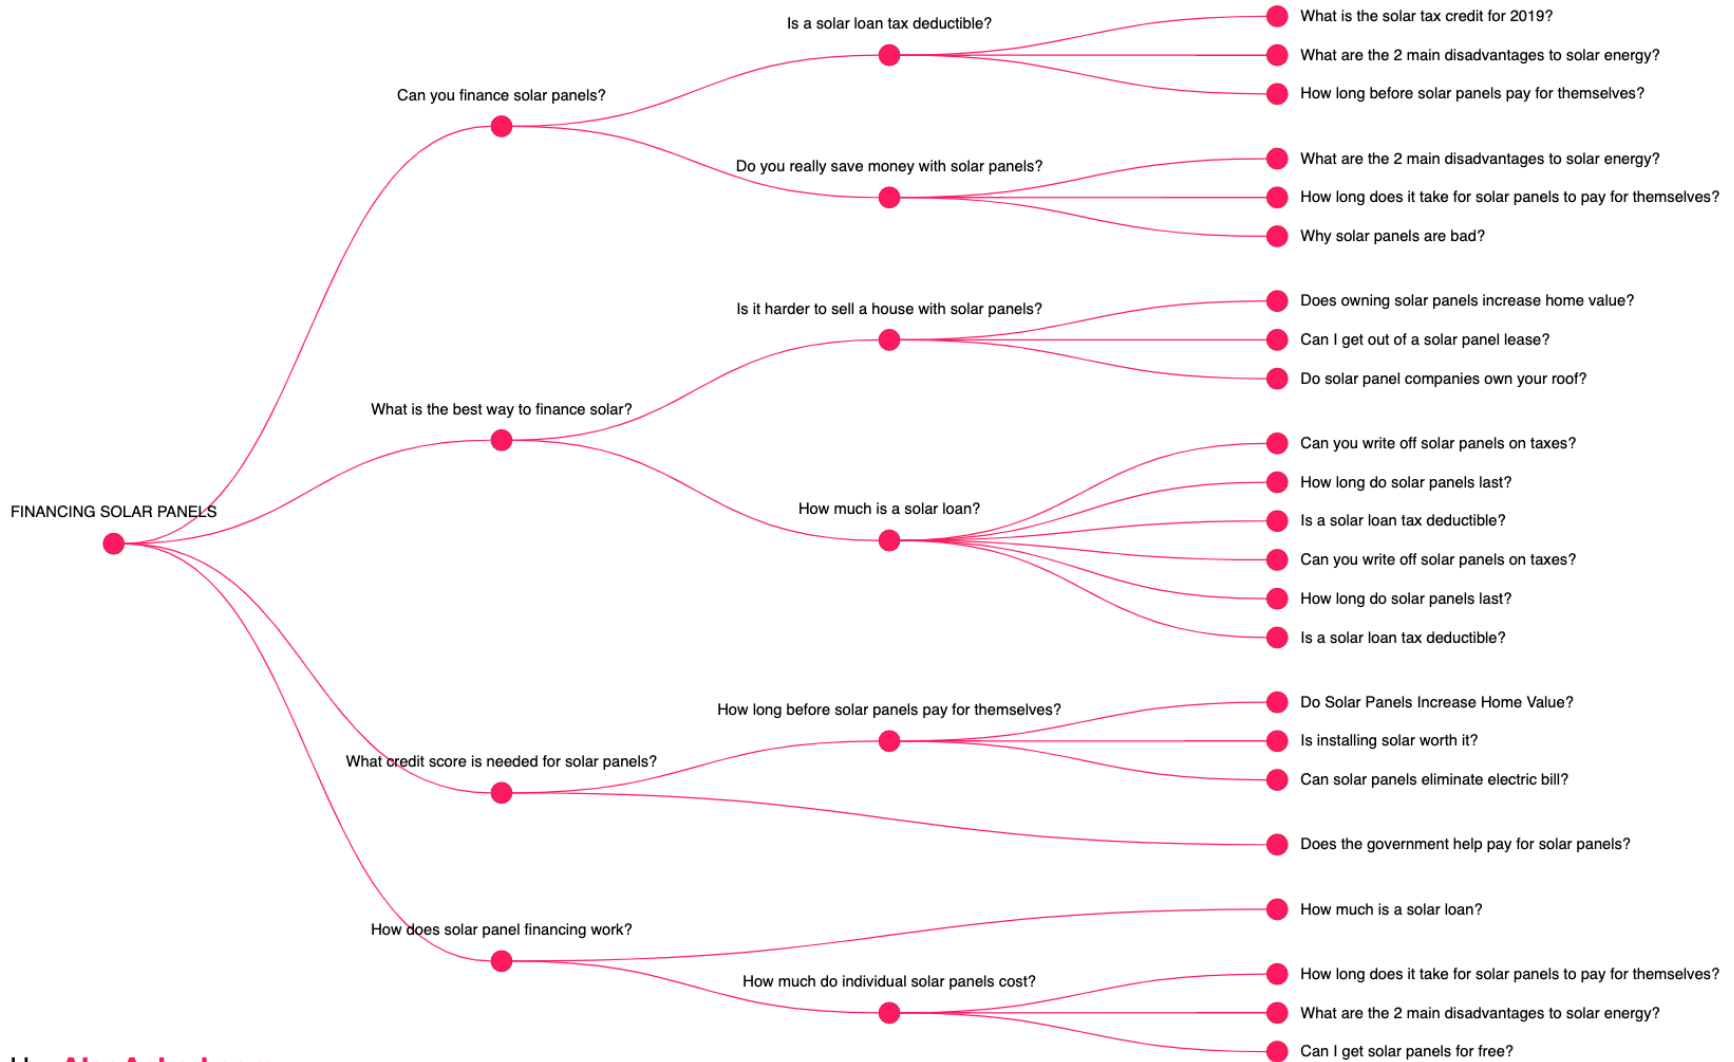 Is a solar loan tax deductible?
What is the solar tax credit for 2019?
What are the 2 main disadvantages to solar energy?
How long before solar panels pay for themselves?
Can you finance solar panels?
Do you really save money with solar panels?
What are the 2 main disadvantages to solar energy?
How long does it take for solar panels to pay for themselves?
Why solar panels are bad?
Is it harder to sell a house with solar panels?
Does owning solar panels increase home value?
Can I get out of a solar panel lease?
Do solar panel companies own your roof?
What is the best way to finance solar?
How much is a solar loan?
Can you write off solar panels on taxes?
How long do solar panels last?
Is a solar loan tax deductible?
Can you write off solar panels on taxes?
How long do solar panels last?
Is a solar loan tax deductible?
FINANCING SOLAR PANELS
How long before solar panels pay for themselves?
Do Solar Panels Increase Home Value?
Is installing solar worth it?
Can solar panels eliminate electric bill?
What credit score is needed for solar panels?
Does the government help pay for solar panels?
How does solar panel financing work?
How much is a solar loan?
How much do individual solar panels cost?
How long does it take for solar panels to pay for themselves?
What are the 2 main disadvantages to solar energy?
Can I get solar panels for free?